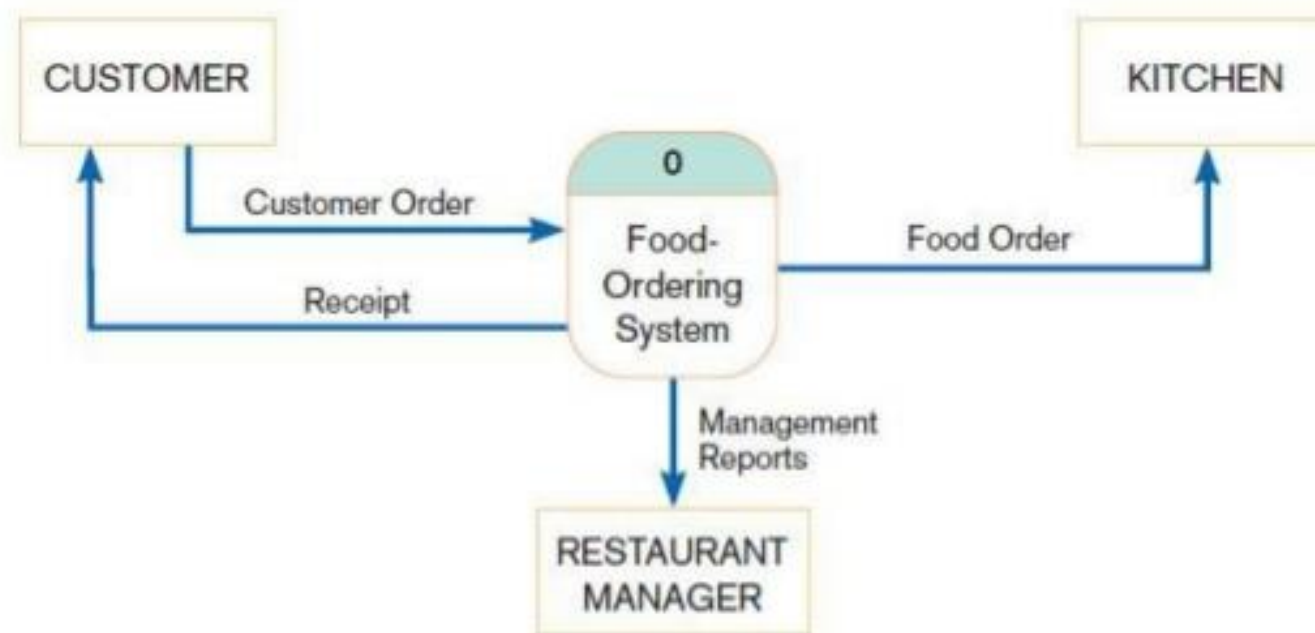 CUSTOMER
KITCHEN
0
Customer Order
Food-
Ordering
System
Food Order
Receipt
Management
Reports
RESTAURANT
MANAGER